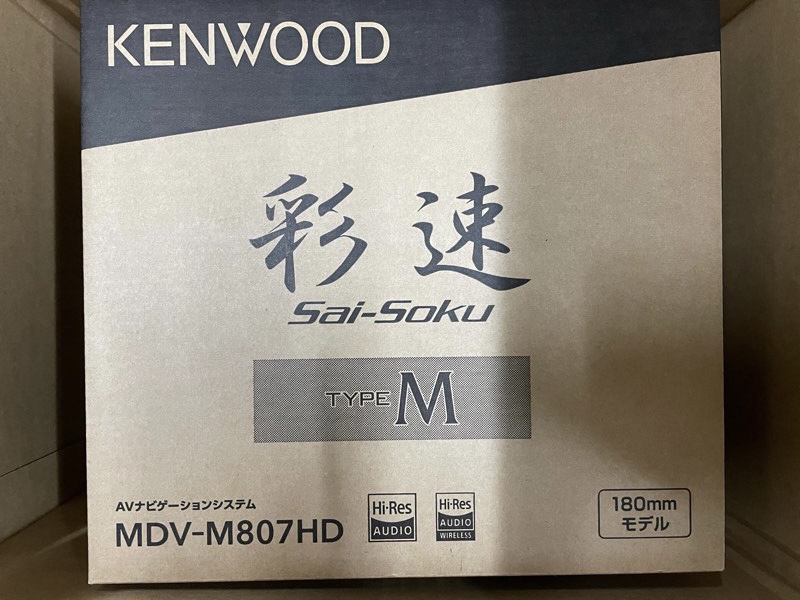 KENWOOD
彩速
Sai-Soku
TYPE M
AVナビゲーションシステム
MDV-M807HD
Hi-Res
AUDIO
Hi-Res
AUDIO
WIRELESS
180mm
モデル